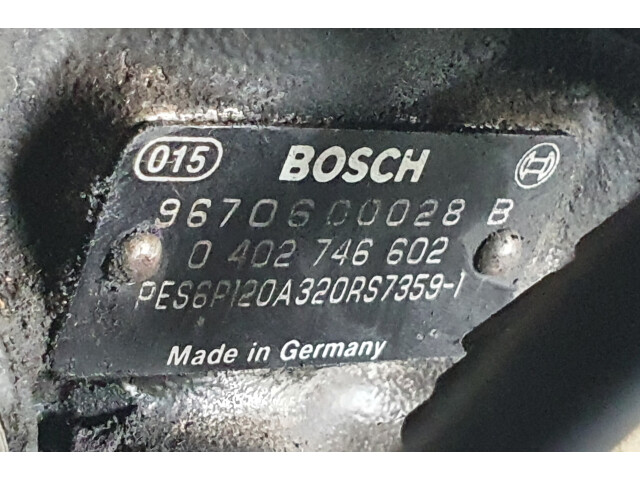 015 BOSCH
9670600028 B
0 402 746 602
PES6P120A320RS7359-1
Made in Germany